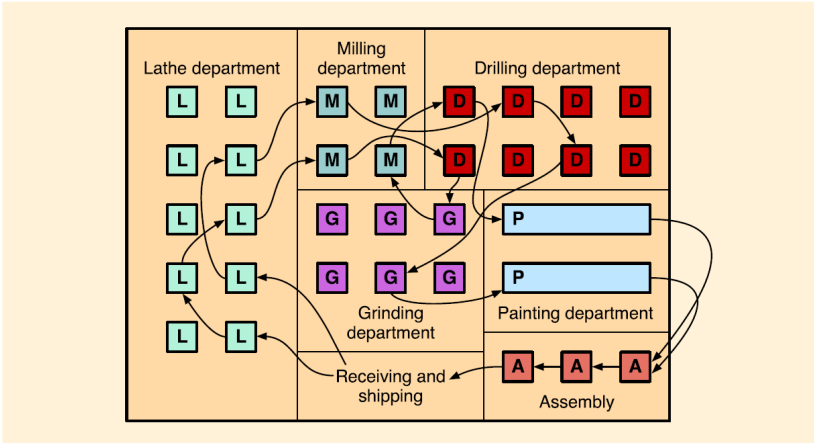 Lathe department
Milling
department
Drilling department
L L M M D D D D
L L M M D D D D
L L G G G P
L L G G G P
Grinding
department
Painting department
L L
Receiving and
shipping
A A A
Assembly